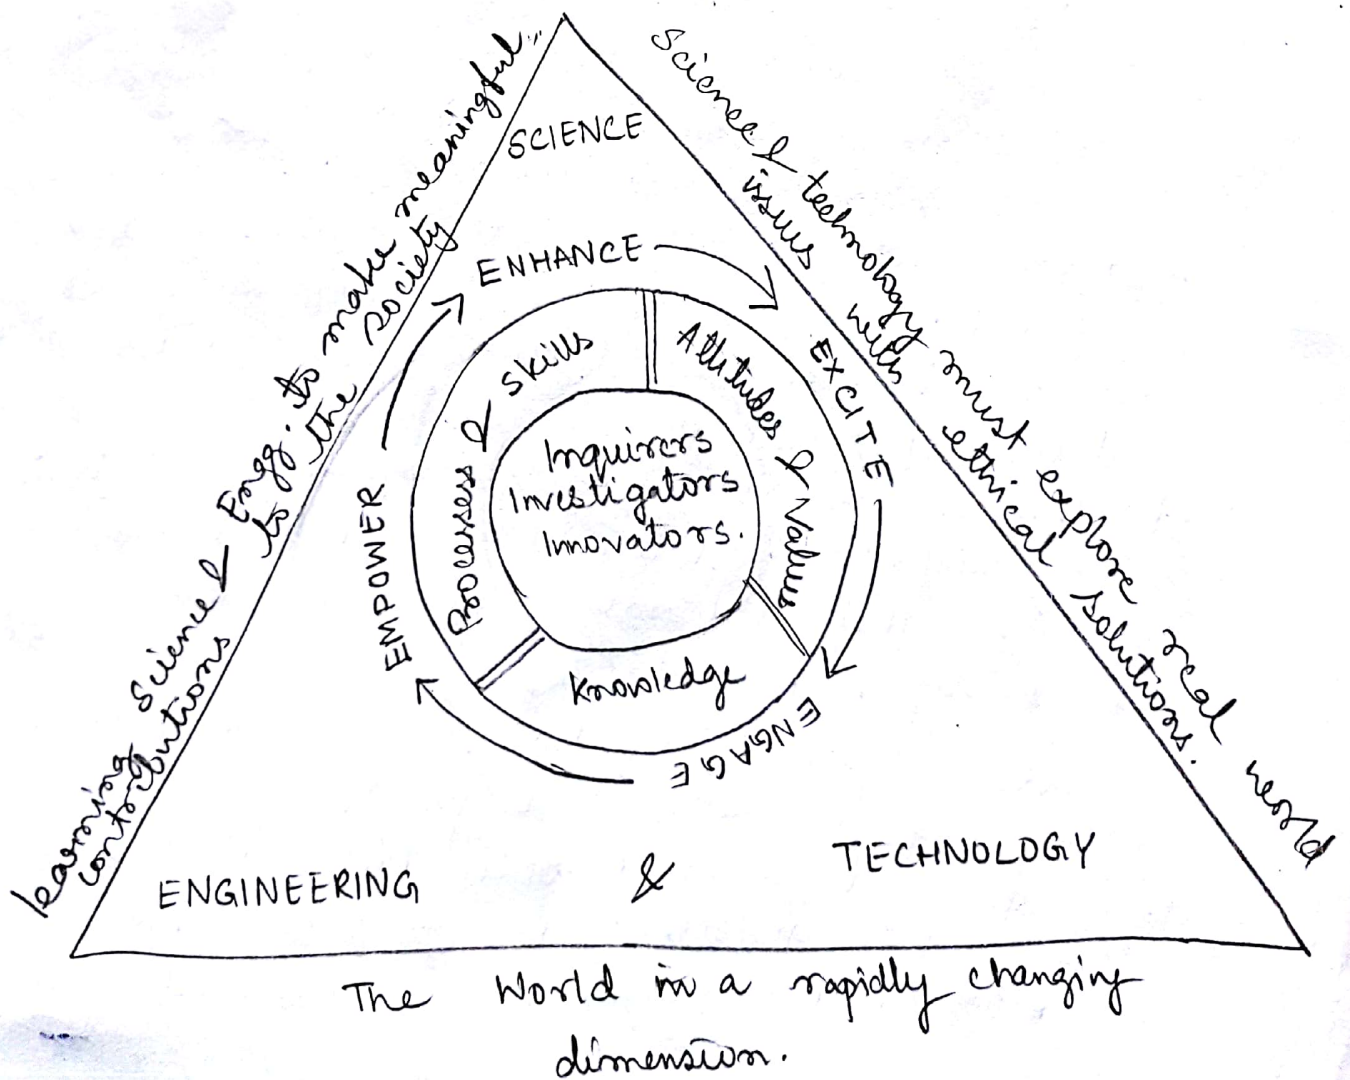 learning science & Engg. to make meaningful
contributions to the society
Science & technology must explore real world
issues with ethical solutions.
SCIENCE
ENHANCE
EXCITE
ENGAGE
EMPOWER
Processes & skills
Attitudes & Values
Knowledge
Inquirers
Investigators
Innovators.
ENGINEERING & TECHNOLOGY
The World in a rapidly changing
dimension.